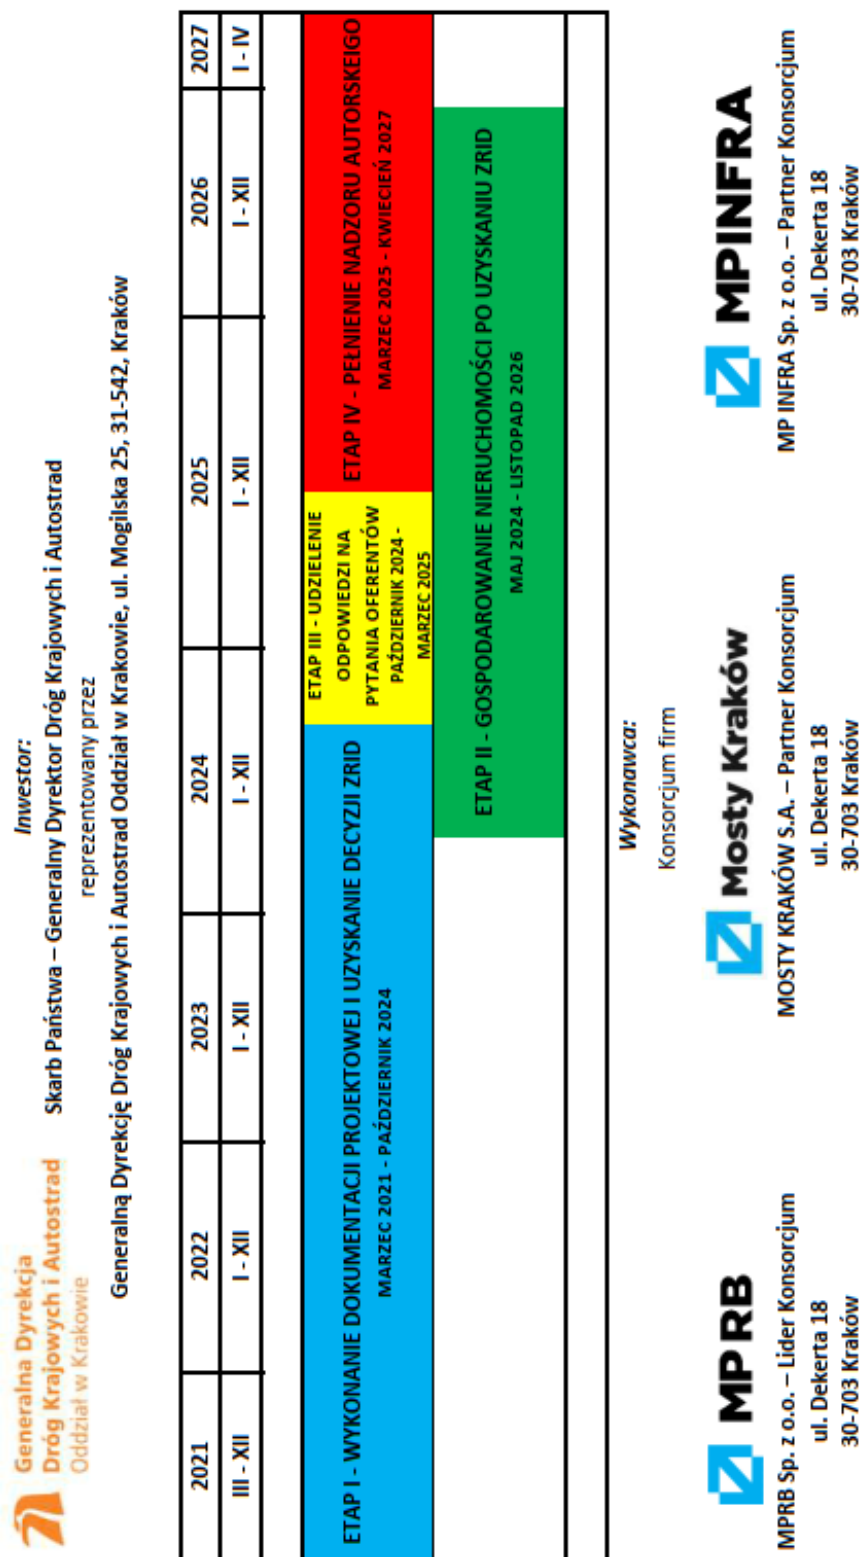 Generalna Dyrekcja
Dróg Krajowych i Autostrad
Oddział w Krakowie
Inwestor:
Skarb Państwa – Generalny Dyrektor Dróg Krajowych i Autostrad
reprezentowany przez
Generalną Dyrekcję Dróg Krajowych i Autostrad Oddział w Krakowie, ul. Mogilska 25, 31-542, Kraków
2021 2022 2023 2024 2025 2026 2027
III - XII I - XII I - XII I - XII I - XII I - XII I - IV
ETAP I - WYKONANIE DOKUMENTACJI PROJEKTOWEJ I UZYSKANIE DECYZJI ZRID
MARZEC 2021 - PAŹDZIERNIK 2024
ETAP III - UDZIELENIE
ODPOWIEDZI NA
PYTANIA OFERENTÓW
PAŹDZIERNIK 2024 -
MARZEC 2025
ETAP IV - PEŁNIENIE NADZORU AUTORSKEIGO
MARZEC 2025 - KWIECIEŃ 2027
ETAP II - GOSPODAROWANIE NIERUCHOMOŚCI PO UZYSKANIU ZRID
MAJ 2024 - LISTOPAD 2026
Wykonawca:
Konsorcjum firm
MPRB
MPRB Sp. z o.o. – Lider Konsorcjum
ul. Dekerta 18
30-703 Kraków
Mosty Kraków
MOSTY KRAKÓW S.A. – Partner Konsorcjum
ul. Dekerta 18
30-703 Kraków
MPINFRA
MP INFRA Sp. z o.o. – Partner Konsorcjum
ul. Dekerta 18
30-703 Kraków